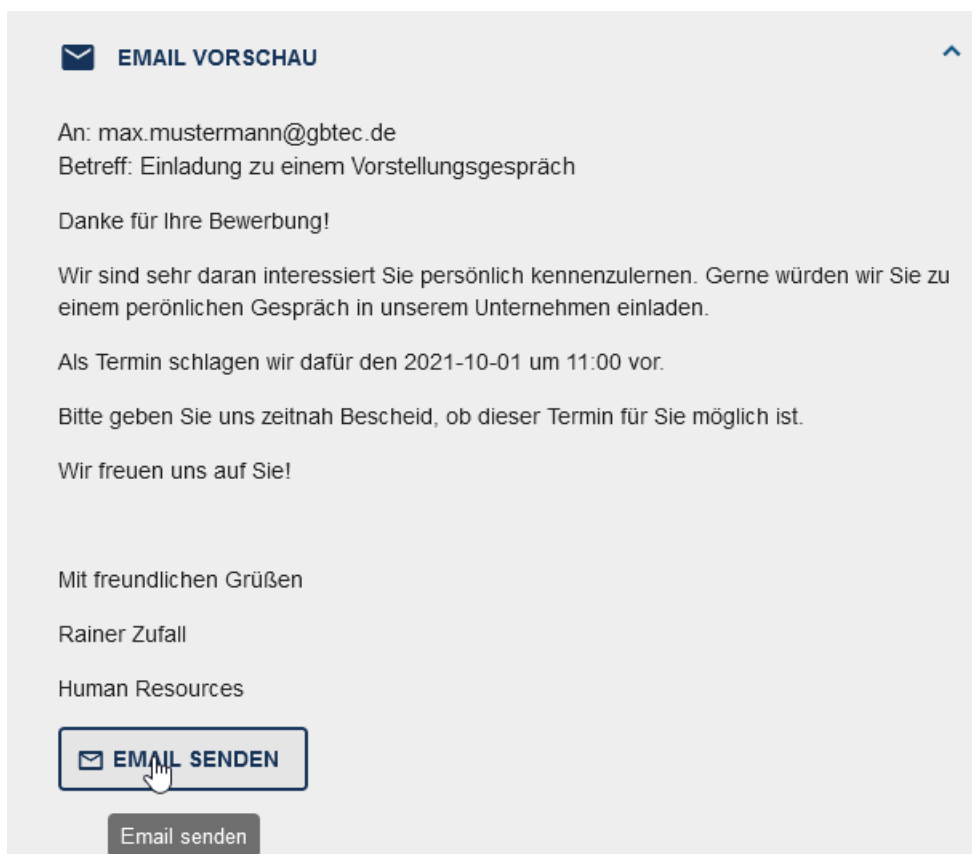 EMAIL VORSCHAU
An: max.mustermann@gbtec.de
Betreff: Einladung zu einem Vorstellungsgespräch
Danke für Ihre Bewerbung!
Wir sind sehr daran interessiert Sie persönlich kennenzulernen. Gerne würden wir Sie zu
einem perönlichen Gespräch in unserem Unternehmen einladen.
Als Termin schlagen wir dafür den 2021-10-01 um 11:00 vor.
Bitte geben Sie uns zeitnah Bescheid, ob dieser Termin für Sie möglich ist.
Wir freuen uns auf Sie!
Mit freundlichen Grüßen
Rainer Zufall
Human Resources
EMAIL SENDEN
Email senden